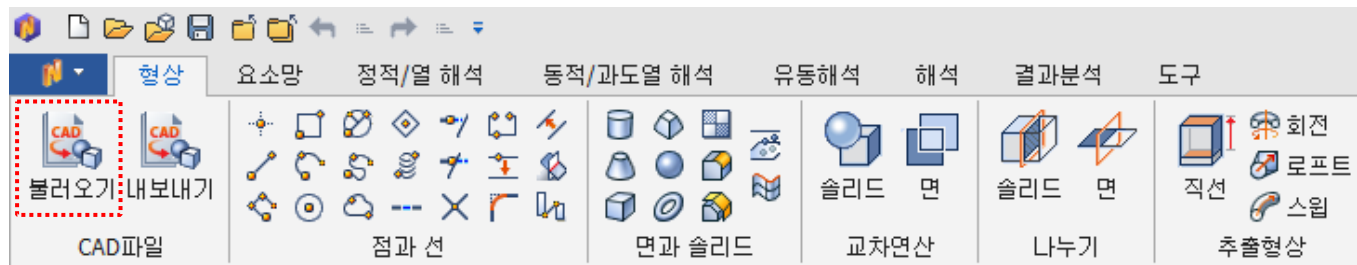 형상 요소망 정적/열 해석 동적/과도열 해석 유동해석 해석 결과분석 도구
CAD CAD
불러오기 내보내기
CAD파일
점과 선
면과 솔리드
솔리드 면
교차연산
솔리드 면
나누기
직선
회전
로프트
스윕
추출형상